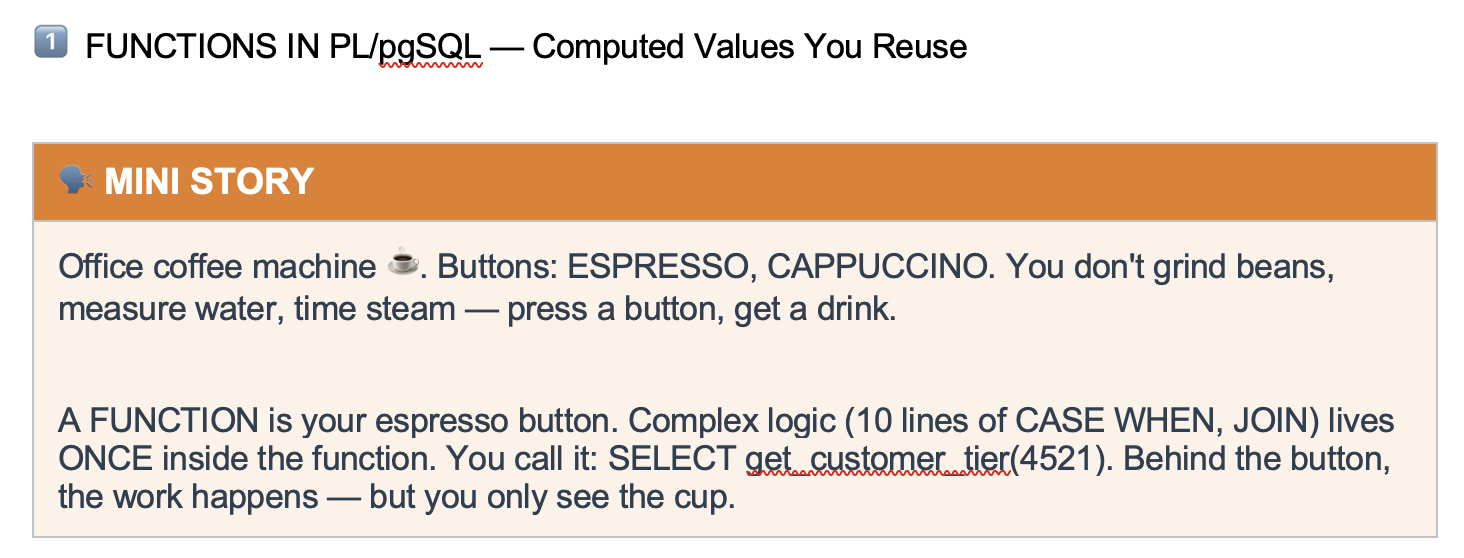 1️⃣ FUNCTIONS IN PL/pgSQL — Computed Values You Reuse
🗣️ MINI STORY
Office coffee machine ☕. Buttons: ESPRESSO, CAPPUCCINO. You don't grind beans,
measure water, time steam — press a button, get a drink.
A FUNCTION is your espresso button. Complex logic (10 lines of CASE WHEN, JOIN) lives
ONCE inside the function. You call it: SELECT get_customer_tier(4521). Behind the button,
the work happens — but you only see the cup.